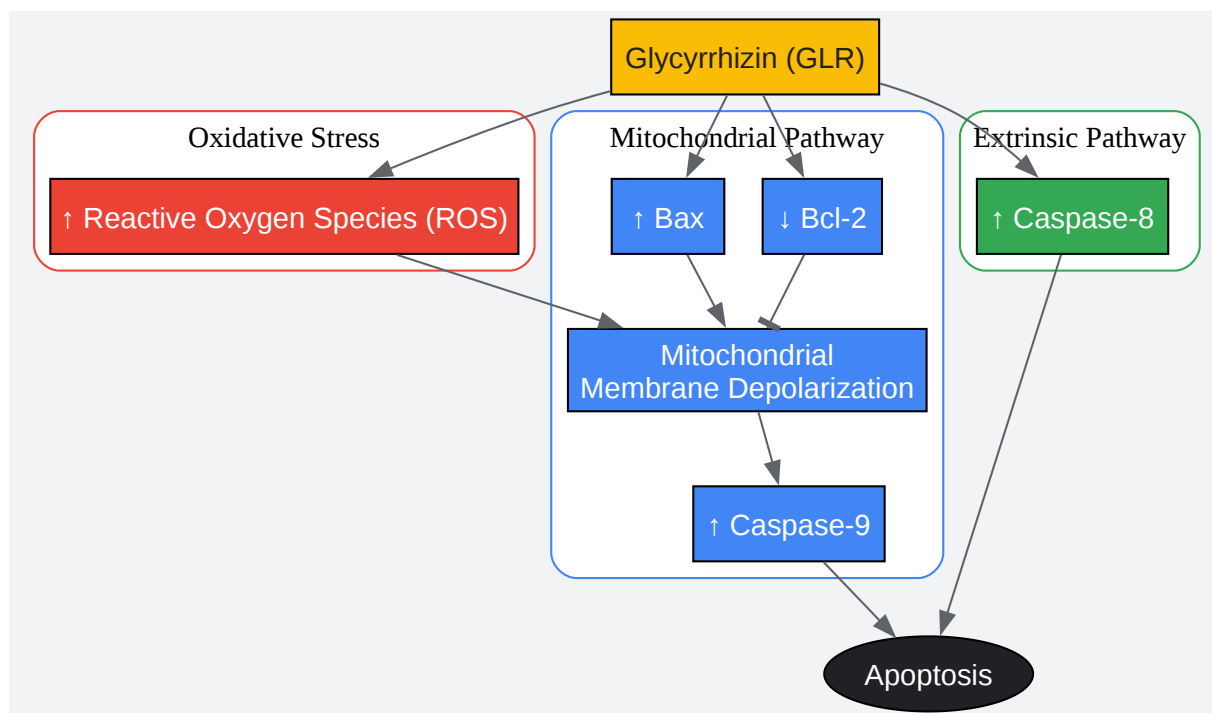 Glycyrrhizin (GLR)
Oxidative Stress
Mitochondrial Pathway
Extrinsic Pathway
↑ Reactive Oxygen Species (ROS)
↑ Bax
↓ Bcl-2
↑ Caspase-8
Mitochondrial
Membrane Depolarization
↑ Caspase-9
Apoptosis